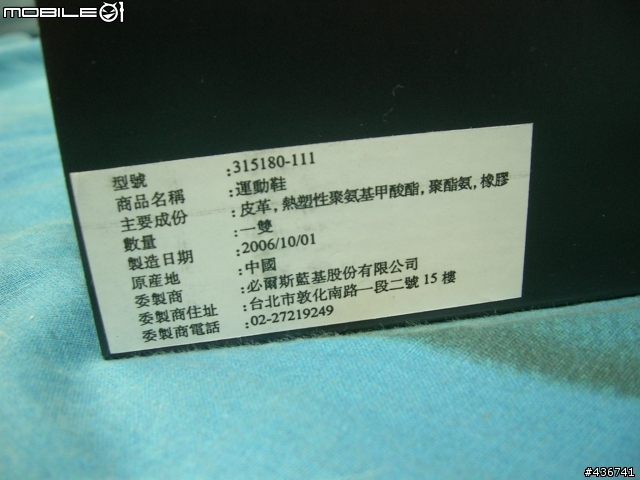 MOBILE01
型號 :315180-111
商品名稱 :運動鞋
主要成份 :皮革, 熱塑性聚氨基甲酸酯, 聚酯氨, 橡膠
數量 :一雙
製造日期 :2006/10/01
原産地 :中國
委製商 :必爾斯藍基股份有限公司
委製商住址 :台北市敦化南路一段二號 15 樓
委製商電話 :02-27219249
#436741